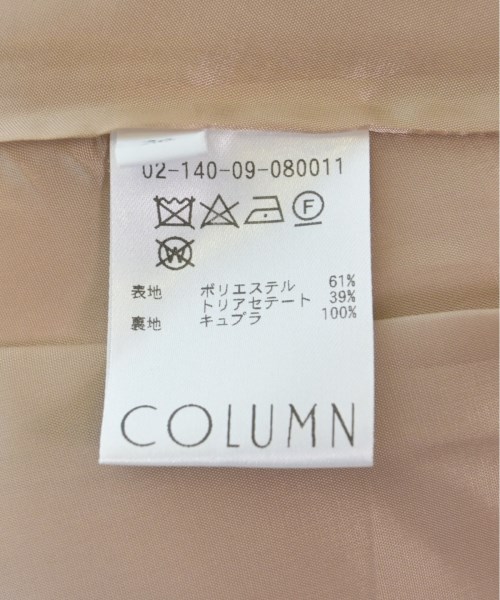 02-140-09-080011
F
W
表地 ポリエステル 61%
トリアセテート 39%
裏地 キュプラ 100%
COLUMN